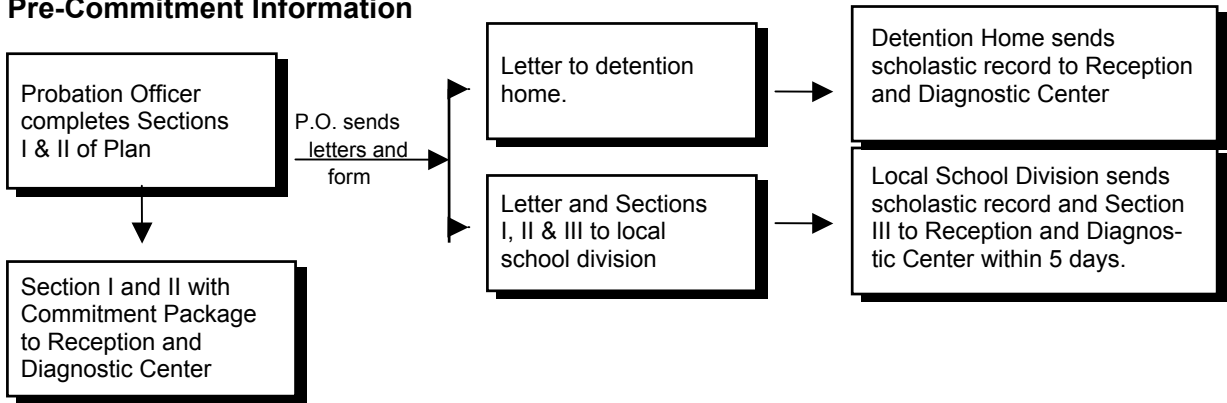 Pre-Commitment Information
Probation Officer
completes Sections
I & II of Plan
P.O. sends
letters and
form
Letter to detention
home.
Detention Home sends
scholastic record to Reception
and Diagnostic Center
Letter and Sections
I, II & III to local
school division
Local School Division sends
scholastic record and Section
III to Reception and Diagnos-
tic Center within 5 days.
Section I and II with
Commitment Package
to Reception and
Diagnostic Center